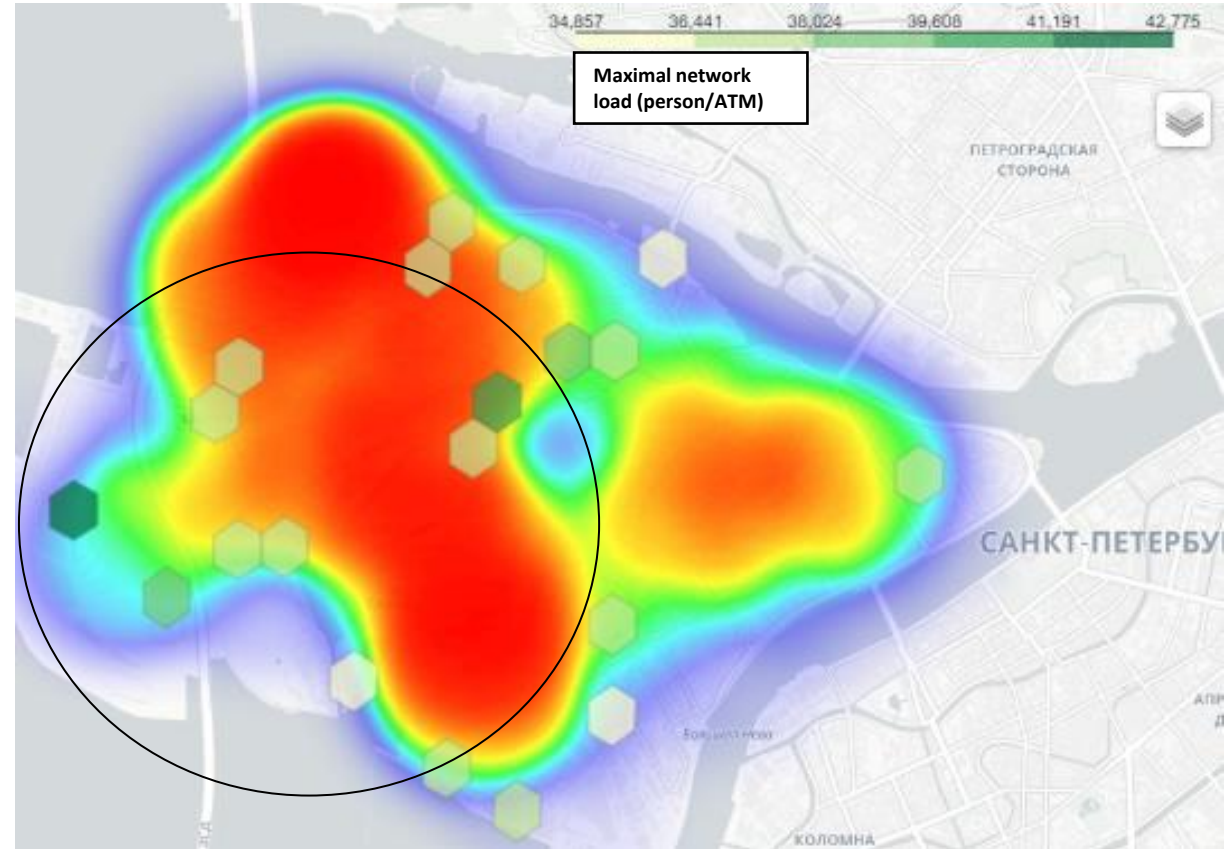 34,857 36,441 38,024 39,608 41,191 42,775
Maximal network
load (person/ATM)
ПЕТРОГРАДСКАЯ
СТОРОНА
САНКТ-ПЕТЕРБУ
КОЛОМНА